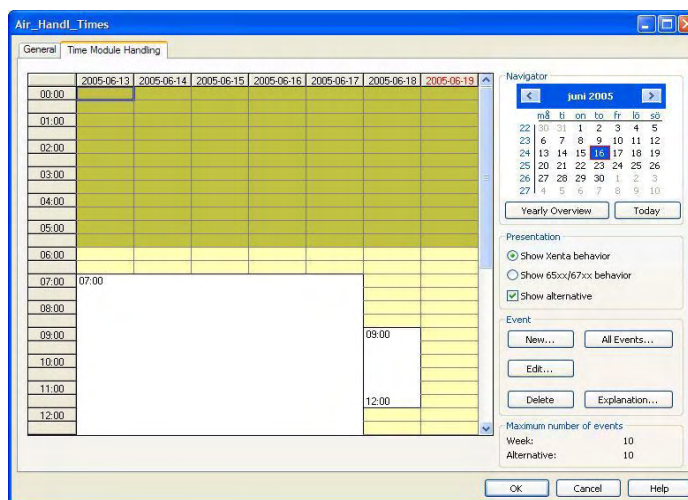 Air_Handl_Times
General Time Module Handling
2005-06-13 2005-06-14 2005-06-15 2005-06-16 2005-06-17 2005-06-18 2005-06-19
00:00
01:00
02:00
03:00
04:00
05:00
06:00
07:00 07:00
08:00
09:00 09:00
10:00
11:00
12:00
12:00
Navigator
juni 2005
må ti on to fr lö sö
22 30 31 1 2 3 4 5
23 6 7 8 9 10 11 12
24 13 14 15 16 17 18 19
25 20 21 22 23 24 25 26
26 27 28 29 30 1 2 3
27 4 5 6 7 8 9 10
Yearly Overview Today
Presentation
Show Xenta behavior
Show 65xx/67xx behavior
Show alternative
Event
New... All Events...
Edit...
Delete Explanation...
Maximum number of events
Week: 10
Alternative: 10
OK Cancel Help